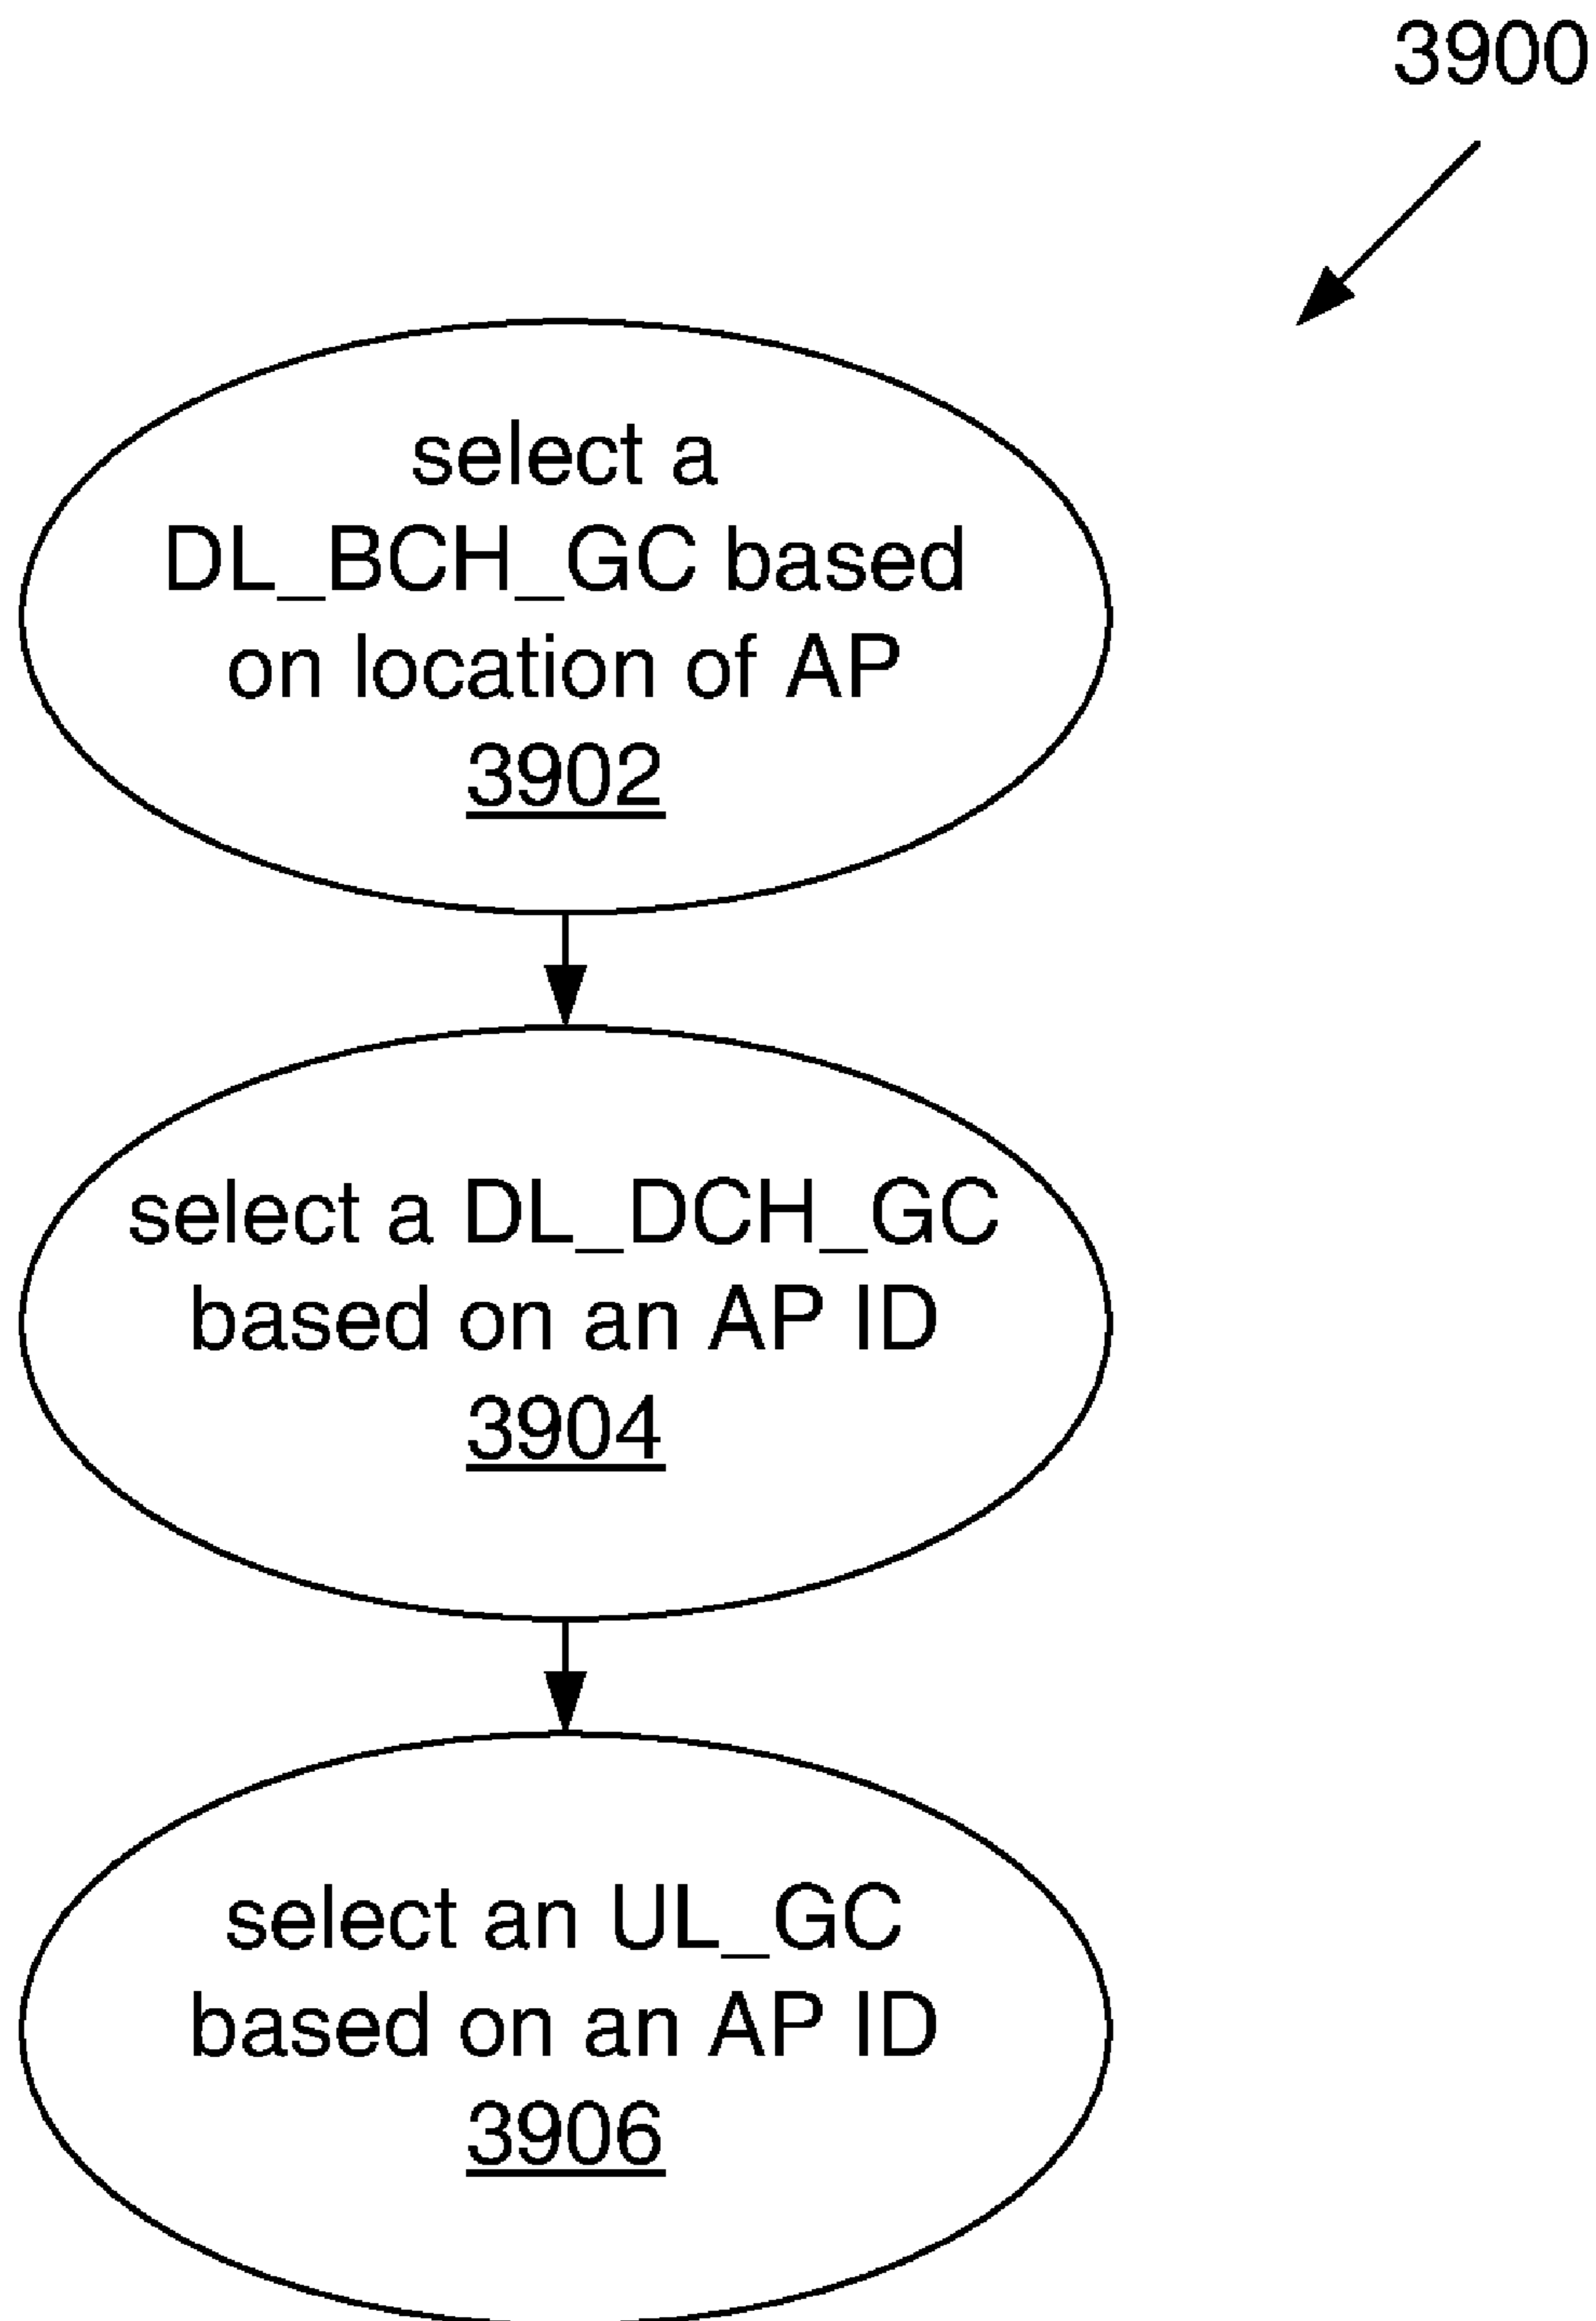 3900
select a
DL_BCH_GC based
on location of AP
3902
select a DL_DCH_GC
based on an AP ID
3904
select an UL_GC
based on an AP ID
3906